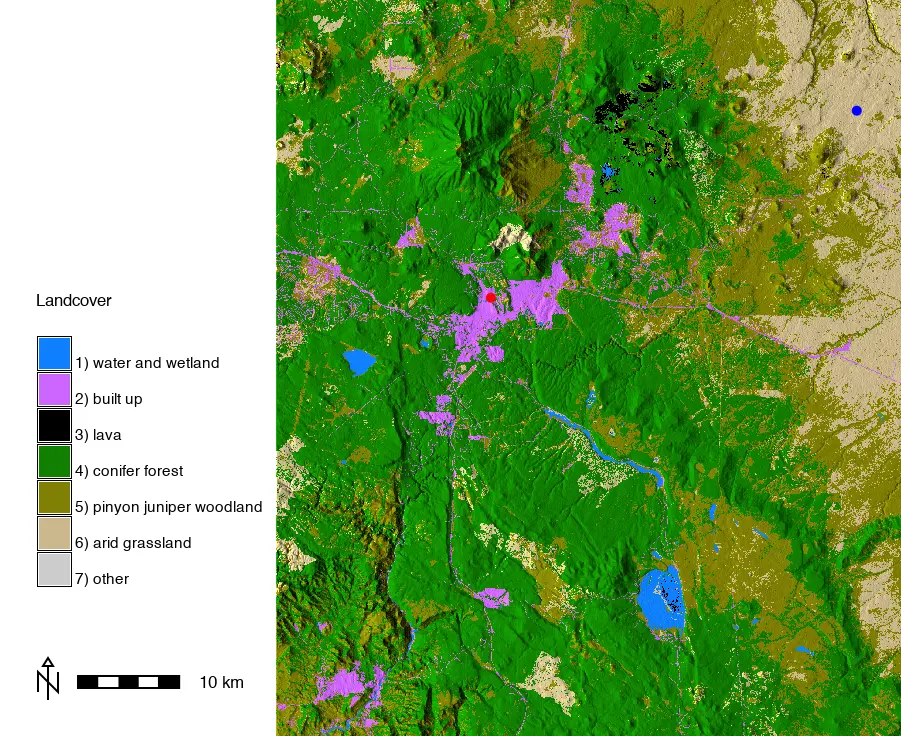 Landcover
1) water and wetland
2) built up
3) lava
4) conifer forest
5) pinyon juniper woodland
6) arid grassland
7) other
N
10 km